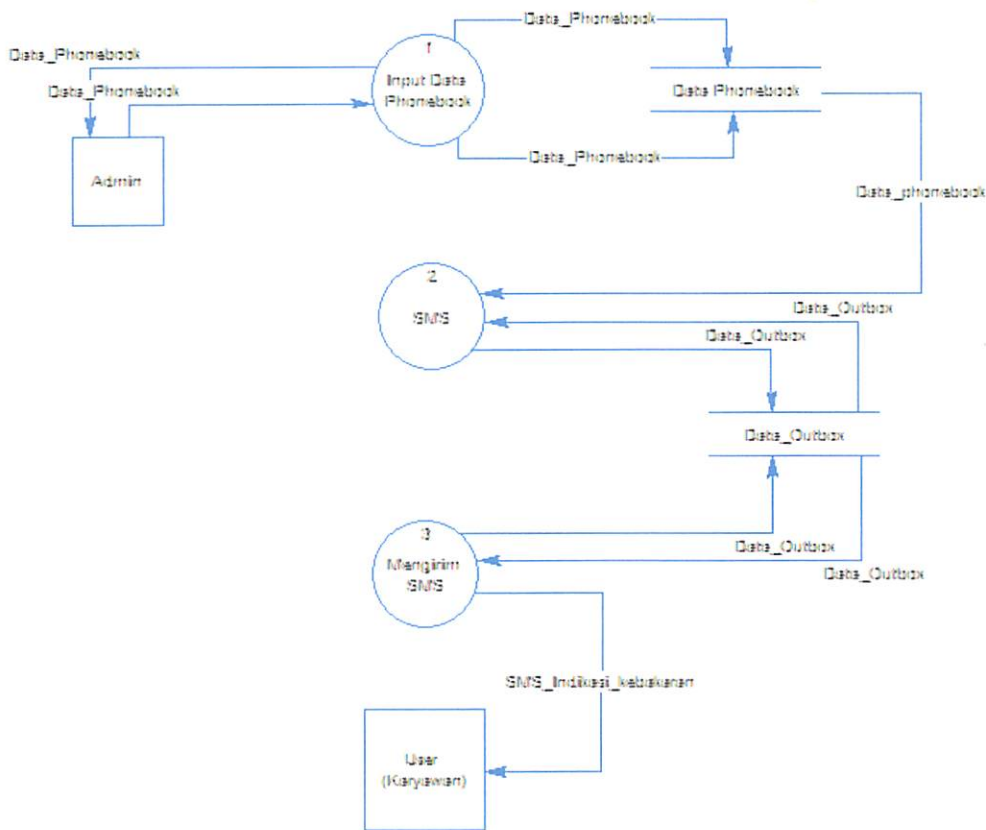 Data_Phonebook
1
Input Data
Phonebook
Data_Phonebook
Data_Phonebook
Data Phonebook
Data_Phonebook
Admin
Data_phonebook
2
SMS
Data_Outbox
Data_Outbox
Data_Outbox
3
Mengirim
SMS
Data_Outbox
Data_Outbox
SMS_Indikasi_kebakaran
User
(Karyawan)